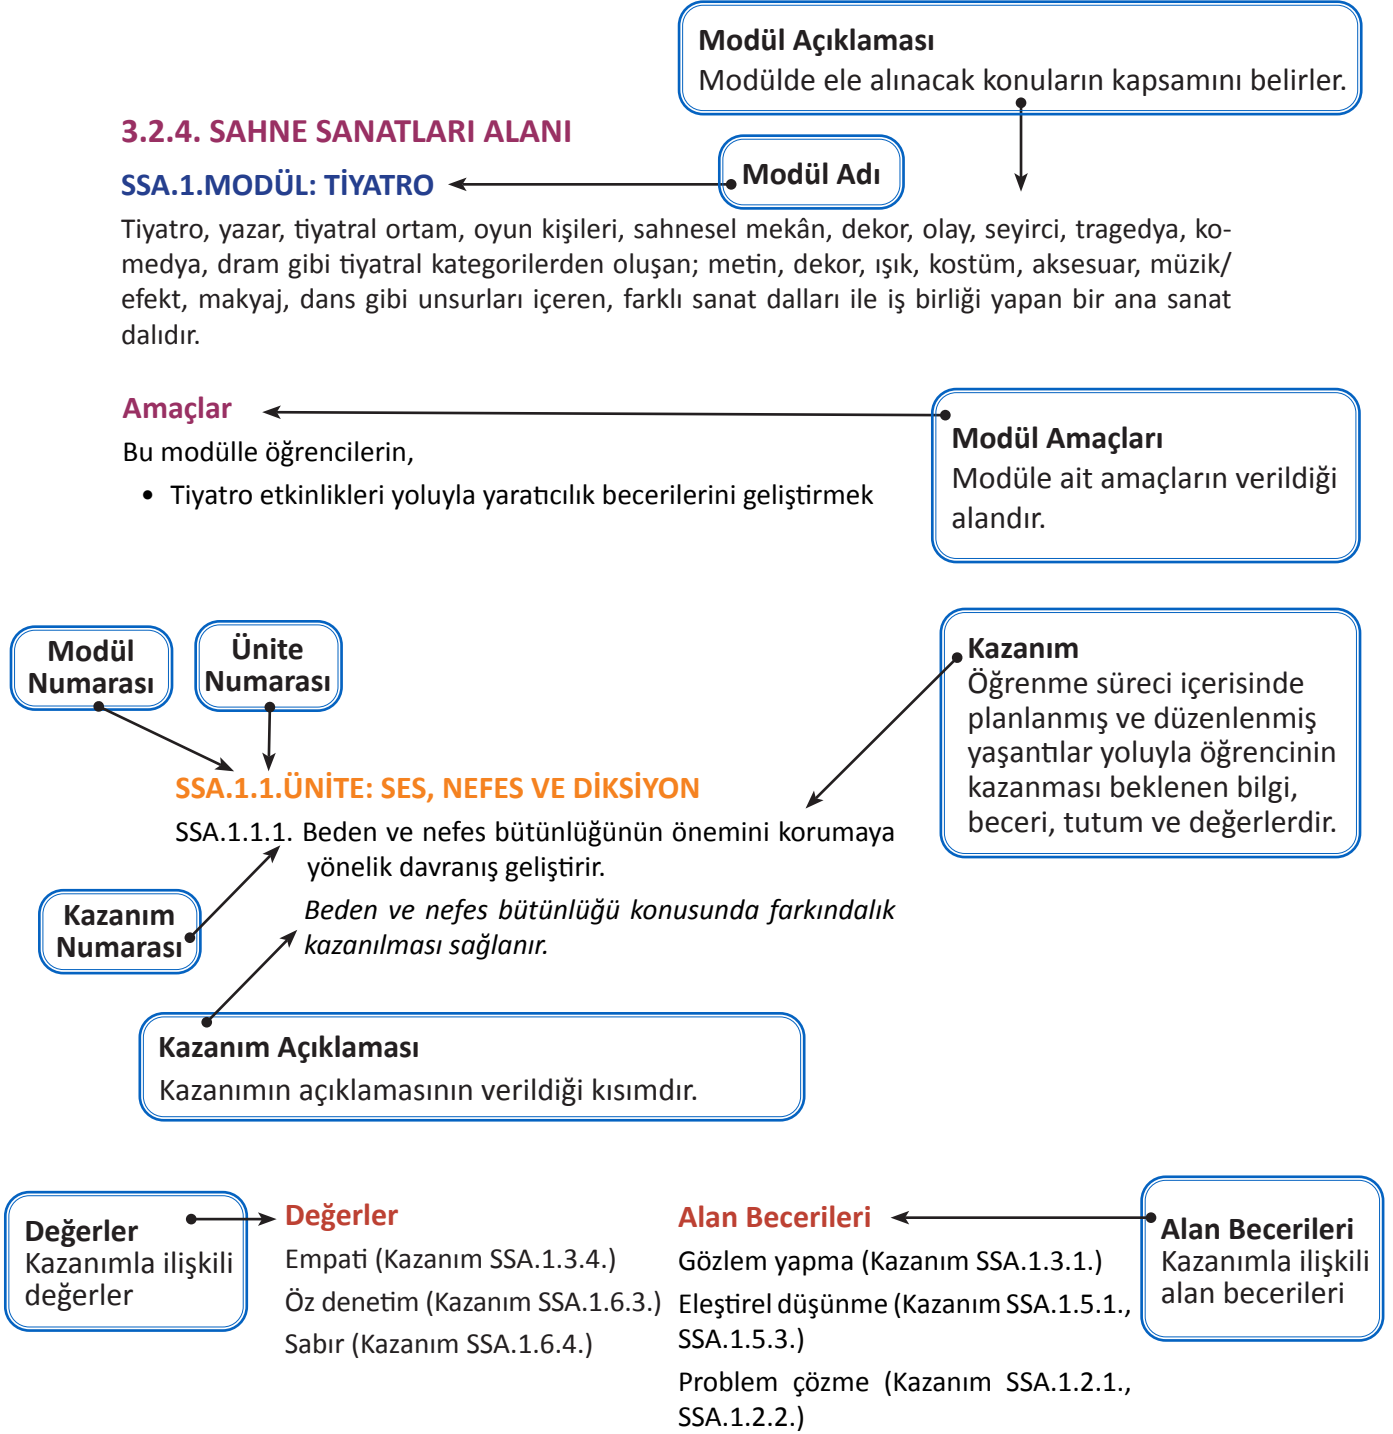 Modül Açıklaması
Modülde ele alınacak konuların kapsamını belirler.
3.2.4. SAHNE SANATLARI ALANI
SSA.1.MODÜL: TİYATRO
Modül Adı
Tiyatro, yazar, tiyatral ortam, oyun kişileri, sahnesel mekân, dekor, olay, seyirci, tragedya, ko-
medya, dram gibi tiyatral kategorilerden oluşan; metin, dekor, ışık, kostüm, aksesuar, müzik/
efekt, makyaj, dans gibi unsurları içeren, farklı sanat dalları ile iş birliği yapan bir ana sanat
dalıdır.
Amaçlar
Bu modülle öğrencilerin,
• Tiyatro etkinlikleri yoluyla yaratıcılık becerilerini geliştirmek
Modül Amaçları
Modüle ait amaçların verildiği
alandır.
Modül
Numarası
Ünite
Numarası
Kazanım
Öğrenme süreci içerisinde
planlanmış ve düzenlenmiş
yaşantılar yoluyla öğrencinin
kazanması beklenen bilgi,
beceri, tutum ve değerlerdir.
SSA.1.1.ÜNİTE: SES, NEFES VE DİKSİYON
SSA.1.1.1. Beden ve nefes bütünlüğünün önemini korumaya
yönelik davranış geliştirir.
Beden ve nefes bütünlüğü konusunda farkındalık
kazanılması sağlanır.
Kazanım
Numarası
Kazanım Açıklaması
Kazanımın açıklamasının verildiği kısımdır.
Değerler
Kazanımla ilişkili
değerler
Değerler
Empati (Kazanım SSA.1.3.4.)
Öz denetim (Kazanım SSA.1.6.3.)
Sabır (Kazanım SSA.1.6.4.)
Alan Becerileri
Gözlem yapma (Kazanım SSA.1.3.1.)
Eleştirel düşünme (Kazanım SSA.1.5.1.,
SSA.1.5.3.)
Problem çözme (Kazanım SSA.1.2.1.,
SSA.1.2.2.)
Alan Becerileri
Kazanımla ilişkili
alan becerileri